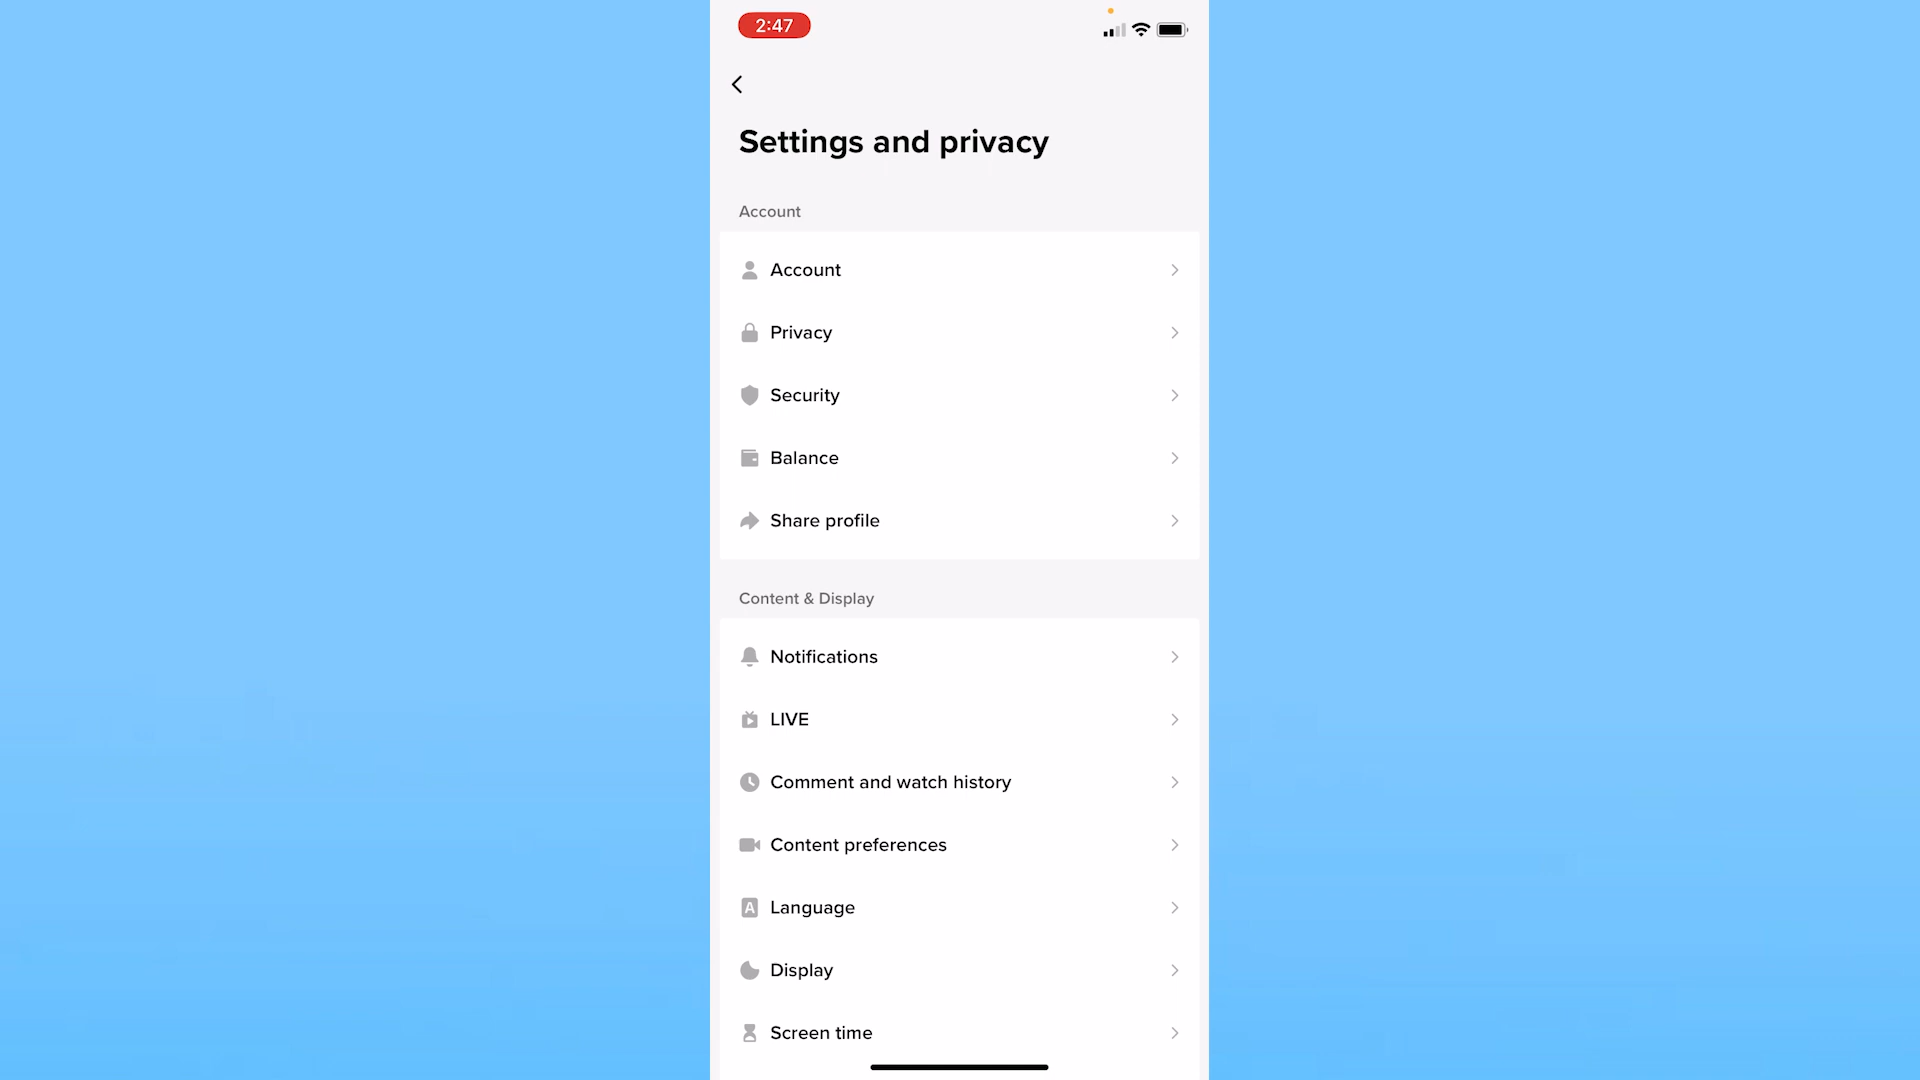 2:47
Settings and privacy
Account
Account
Privacy
Security
Balance
Share profile
Content & Display
Notifications
LIVE
Comment and watch history
Content preferences
A Language
Display
Screen time